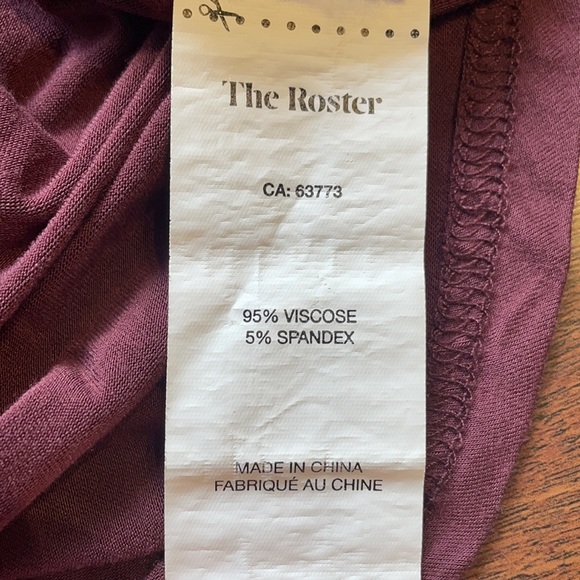 The Roster
CA: 63773
95% VISCOSE
5% SPANDEX
MADE IN CHINA
FABRIQUÉ AU CHINE